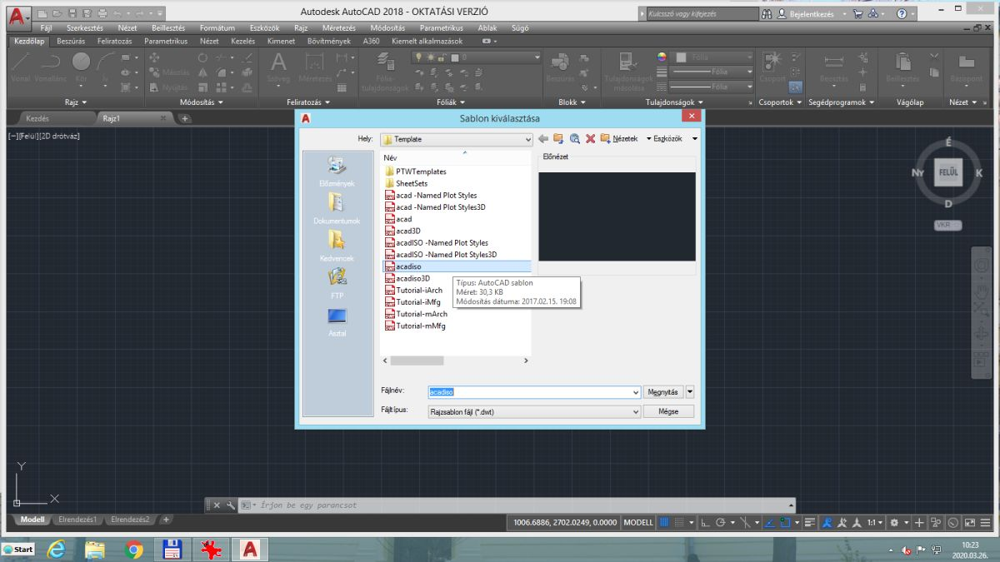 Autodesk AutoCAD 2018 - OKTATÁSI VERZIÓ
Kulcsszó vagy kifejezés
Bejelentkezés
Fájl Szerkesztés Nézet Beillesztés Formátum Eszközök Rajz Méretezés Módosítás Parametrikus Ablak Súgó
Kezdőlap Beszúrás Feliratozás Parametrikus Nézet Kezelés Kimenet Bővítmények A360 Kiemelt alkalmazások
0
Fólia
Másolás
Fólia
Vonal Vonallánc Kör Ív
Nyújtás
Szöveg Méretezés
Fólia-
tulajdonságok
Beszúrás
Tulajdonságok
másolása
Fólia
Csoport
Beosztás
Beillesztés
Bázispont
Rajz Módosítás Feliratozás Fóliák Blokk Tulajdonságok Csoportok Segédprogramok Vágólap Nézet
Kezdés Rajz1
[−][Felül][2D drótváz]
Sablon kiválasztása
Hely: Template
Nézetek Eszközök
Név
Előnézet
PTWTemplates
SheetSets
acad -Named Plot Styles
acad -Named Plot Styles3D
acad
acad3D
acadISO -Named Plot Styles
acadISO -Named Plot Styles3D
acadiso
acadiso3D
Tutorial-iArch
Tutorial-iMfg
Tutorial-mArch
Tutorial-mMfg
Előzmények
Dokumentumok
Kedvencek
FTP
Asztal
Típus: AutoCAD sablon
Méret: 30,3 KB
Módosítás dátuma: 2017.02.15. 19:08
Fájlnév: acadiso Megnyitás
Fájltípus: Rajzsablon fájl (*.dwt) Mégse
É
Ny FELÜL K
D
VKR
Y
X
Írjon be egy parancsot
Modell Elrendezés1 Elrendezés2
1006.6886, 2702.0249, 0.0000 MODELL
1:1
Start
10:23
2020.03.26.